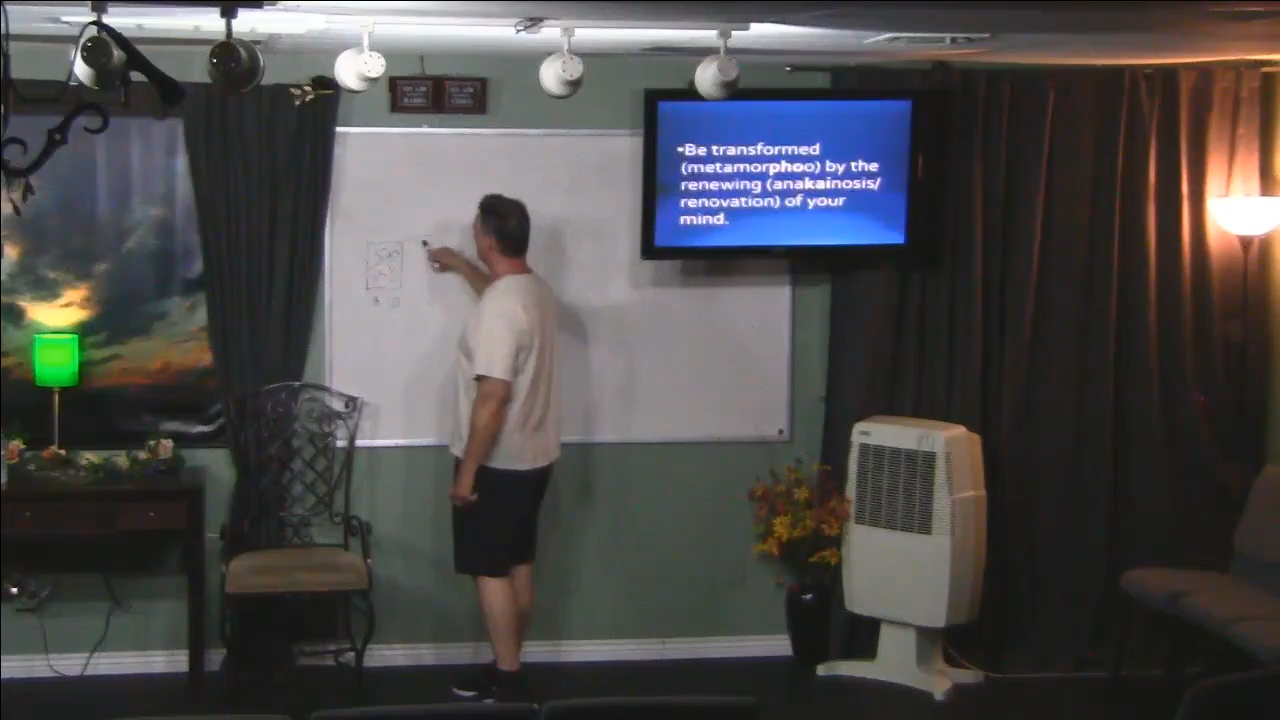 •Be transformed
(metamorphoo) by the
renewing (anakainosis/
renovation) of your
mind.